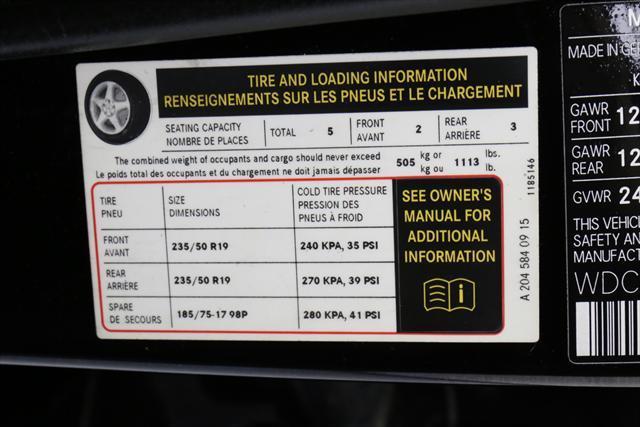 TIRE AND LOADING INFORMATION
RENSEIGNEMENTS SUR LES PNEUS ET LE CHARGEMENT
SEATING CAPACITY
NOMBRE DE PLACES
TOTAL 5
FRONT
AVANT
2
REAR
ARRIÈRE
3
The combined weight of occupants and cargo should never exceed
Le poids total des occupants et du chargement ne doit jamais dépasser
505 kg or
kg ou
1113 lbs.
lb.
TIRE
PNEU
SIZE
DIMENSIONS
COLD TIRE PRESSURE
PRESSION DES
PNEUS À FROID
FRONT
AVANT
235/50 R19
240 KPA, 35 PSI
REAR
ARRIÈRE
235/50 R19
270 KPA, 39 PSI
SPARE
DE SECOURS
185/75-17 98P
280 KPA, 41 PSI
SEE OWNER'S
MANUAL FOR
ADDITIONAL
INFORMATION
1185146
A 204 584 09 15
MADE IN GE
GAWR
FRONT 12
GAWR
REAR 12
GVWR 24
THIS VEHIC
SAFETY AN
MANUFACT
WDC